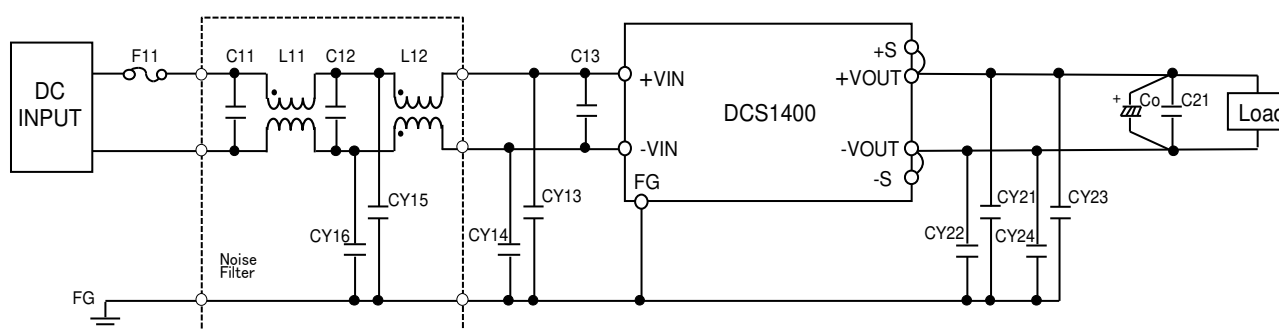 F11
C11
L11
C12
L12
C13
DC
INPUT
+VIN
-VIN
DCS1400
FG
+S
+VOUT
-VOUT
-S
+
Co
C21
Load
CY15
CY16
CY13
CY14
CY21
CY22
CY23
CY24
Noise
Filter
FG